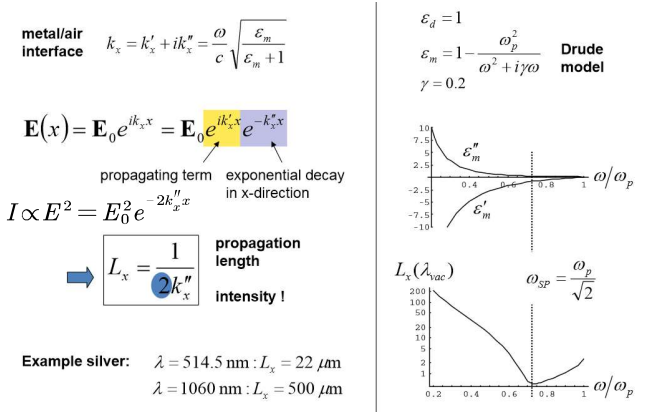 metal/air
interface
k_x = k'_x + ik''_x = ω/c √(ε_m/(ε_m + 1))
E(x) = E_0 e^{ik_x x} = E_0 e^{ik'_x x} e^{-k''_x x}
propagating term
exponential decay
in x-direction
I ∝ E^2 = E_0^2 e^{-2k''_x x}
L_x = 1/(2k''_x)
propagation
length
intensity !
Example silver:
λ = 514.5 nm : L_x = 22 μm
λ = 1060 nm : L_x = 500 μm
ε_d = 1
ε_m = 1 - ω_p^2/(ω^2 + iγω)
γ = 0.2
Drude
model
10
7.5
5
2.5
-2.5
-5
-7.5
-10
ε''_m
ε'_m
0.4 0.6 0.8 1
ω/ω_p
L_x(λ_vac)
ω_SP = ω_p/√2
200
100
50
20
10
5
2
1
0.2 0.4 0.6 0.8 1
ω/ω_p